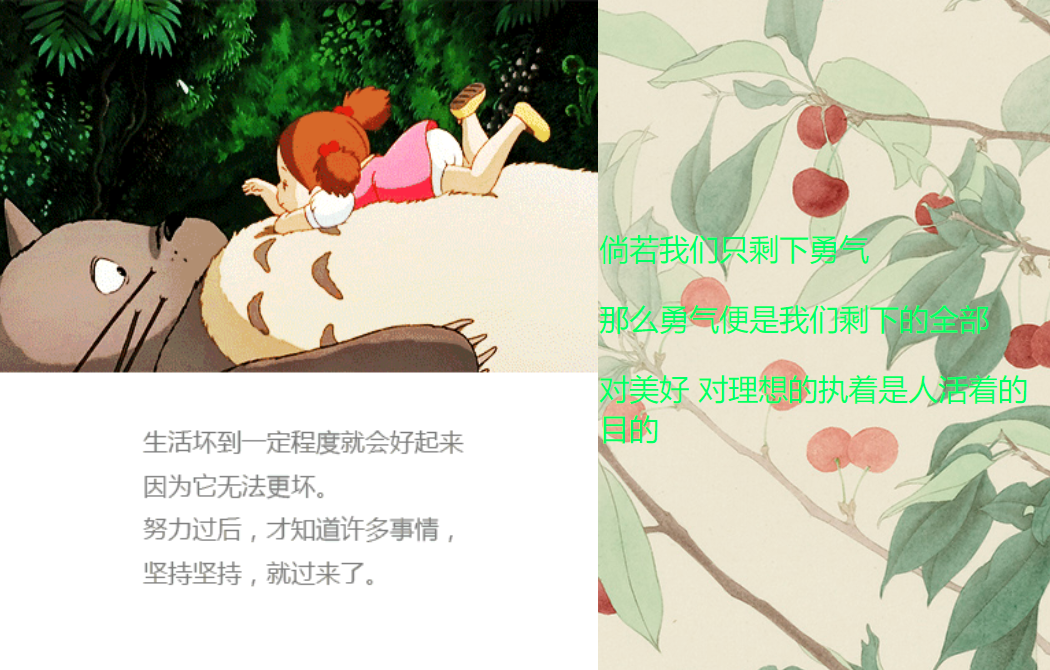 生活坏到一定程度就会好起来
因为它无法更坏。
努力过后，才知道许多事情，
坚持坚持，就过来了。
倘若我们只剩下勇气
那么勇气便是我们剩下的全部
对美好 对理想的执着是人活着的
目的